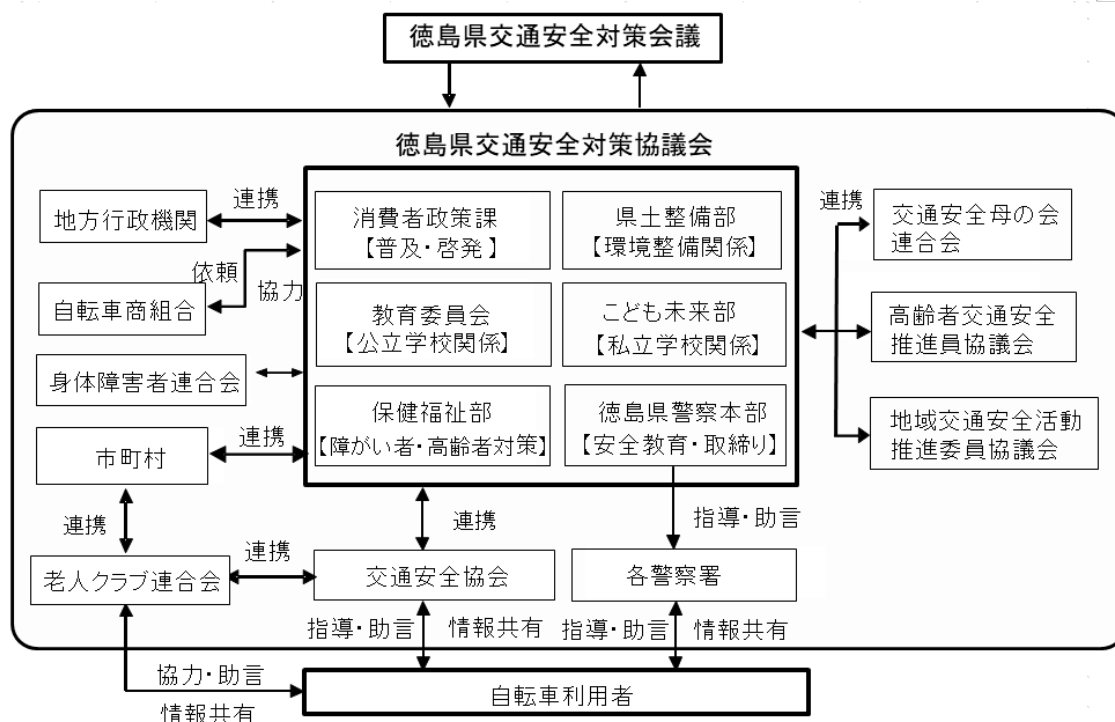 徳島県交通安全対策会議
徳島県交通安全対策協議会
地方行政機関
連携
消費者政策課
【普及・啓発】
県土整備部
【環境整備関係】
連携
交通安全母の会
連合会
依頼
協力
自転車商組合
教育委員会
【公立学校関係】
こども未来部
【私立学校関係】
高齢者交通安全
推進員協議会
身体障害者連合会
保健福祉部
【障がい者・高齢者対策】
徳島県警察本部
【安全教育・取締り】
地域交通安全活動
推進委員協議会
市町村
連携
連携
連携
指導・助言
老人クラブ連合会
連携
交通安全協会
各警察署
指導・助言
情報共有
指導・助言
情報共有
協力・助言
情報共有
自転車利用者